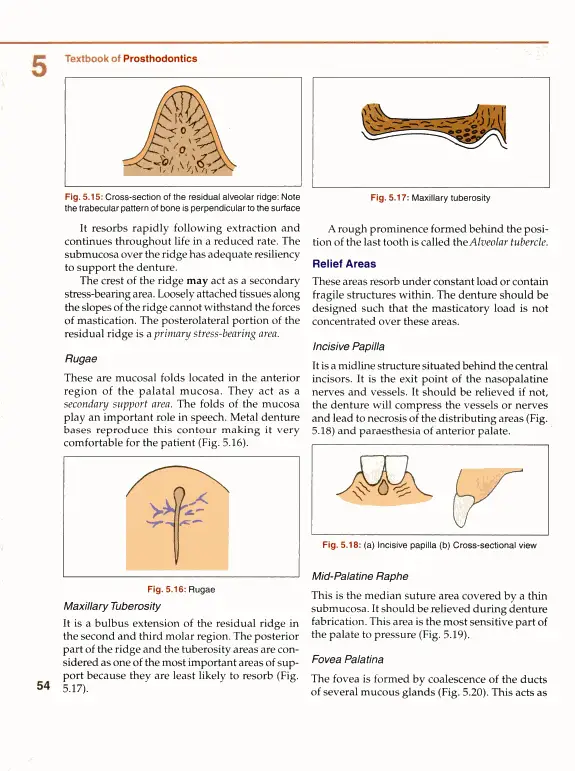 5
Textbook of Prosthodontics
Fig. 5.15: Cross-section of the residual alveolar ridge: Note
the trabecular pattern of bone is perpendicular to the surface
It resorbs rapidly following extraction and
continues throughout life in a reduced rate. The
submucosa over the ridge has adequate resiliency
to support the denture.
The crest of the ridge may act as a secondary
stress-bearing area. Loosely attached tissues along
the slopes of the ridge cannot withstand the forces
of mastication. The posterolateral portion of the
residual ridge is a primary stress-bearing area.
Rugae
These are mucosal folds located in the anterior
region of the palatal mucosa. They act as a
secondary support area. The folds of the mucosa
play an important role in speech. Metal denture
bases reproduce this contour making it very
comfortable for the patient (Fig. 5.16).
Fig. 5.16: Rugae
Maxillary Tuberosity
It is a bulbus extension of the residual ridge in
the second and third molar region. The posterior
part of the ridge and the tuberosity areas are con-
sidered as one of the most important areas of sup-
port because they are least likely to resorb (Fig.
5.17).
54
Fig. 5.17: Maxillary tuberosity
A rough prominence formed behind the posi-
tion of the last tooth is called the Alveolar tubercle.
Relief Areas
These areas resorb under constant load or contain
fragile structures within. The denture should be
designed such that the masticatory load is not
concentrated over these areas.
Incisive Papilla
It is a midline structure situated behind the central
incisors. It is the exit point of the nasopalatine
nerves and vessels. It should be relieved if not,
the denture will compress the vessels or nerves
and lead to necrosis of the distributing areas (Fig.
5.18) and paraesthesia of anterior palate.
Fig. 5.18: (a) Incisive papilla (b) Cross-sectional view
Mid-Palatine Raphe
This is the median suture area covered by a thin
submucosa. It should be relieved during denture
fabrication. This area is the most sensitive part of
the palate to pressure (Fig. 5.19).
Fovea Palatina
The fovea is formed by coalescence of the ducts
of several mucous glands (Fig. 5.20). This acts as